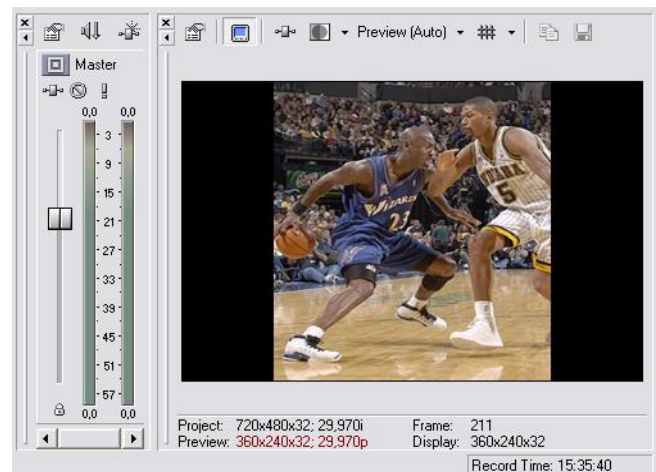 Master
0,0 0,0
3
9
15
21
27
33
39
45
51
57
0,0 0,0
Preview (Auto)
WIZARDS
23
INDIANA
5
Project: 720x480x32; 29,970i Frame: 211
Preview: 360x240x32; 29,970p Display: 360x240x32
Record Time: 15:35:40